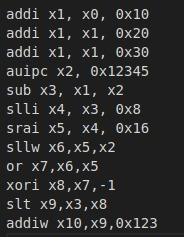 addi x1, x0, 0x10
addi x1, x1, 0x20
addi x1, x1, 0x30
auipc x2, 0x12345
sub x3, x1, x2
slli x4, x3, 0x8
srai x5, x4, 0x16
sllw x6,x5,x2
or x7,x6,x5
xori x8,x7,-1
slt x9,x3,x8
addiw x10,x9,0x123